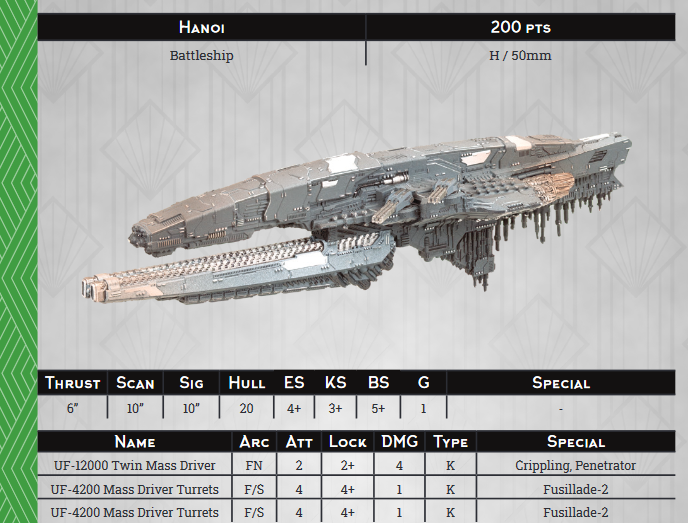 Hanoi 200 pts
Battleship H / 50mm
Thrust Scan Sig Hull ES KS BS G Special
6" 10" 10" 20 4+ 3+ 5+ 1 -
Name Arc Att Lock DMG Type Special
UF-12000 Twin Mass Driver FN 2 2+ 4 K Crippling, Penetrator
UF-4200 Mass Driver Turrets F/S 4 4+ 1 K Fusillade-2
UF-4200 Mass Driver Turrets F/S 4 4+ 1 K Fusillade-2